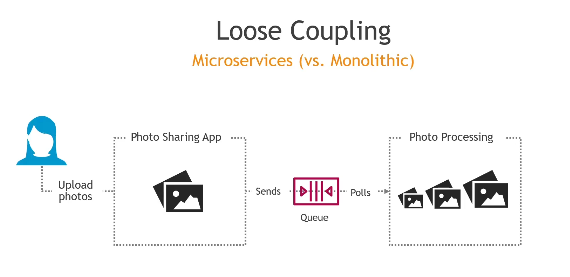 Loose Coupling
Microservices (vs. Monolithic)
Photo Sharing App
Photo Processing
Upload
photos
Sends
Polls
Queue